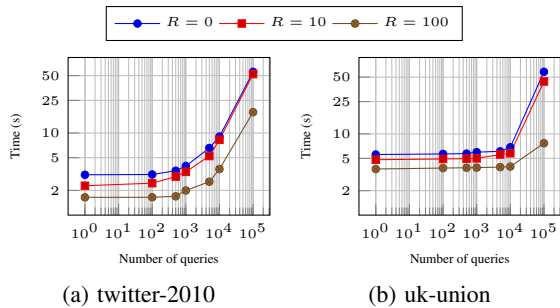 R = 0 R = 10 R = 100
50
25
10
5
2
Time (s)
10^0 10^1 10^2 10^3 10^4 10^5
Number of queries
(a) twitter-2010
50
25
10
5
2
Time (s)
10^0 10^1 10^2 10^3 10^4 10^5
Number of queries
(b) uk-union